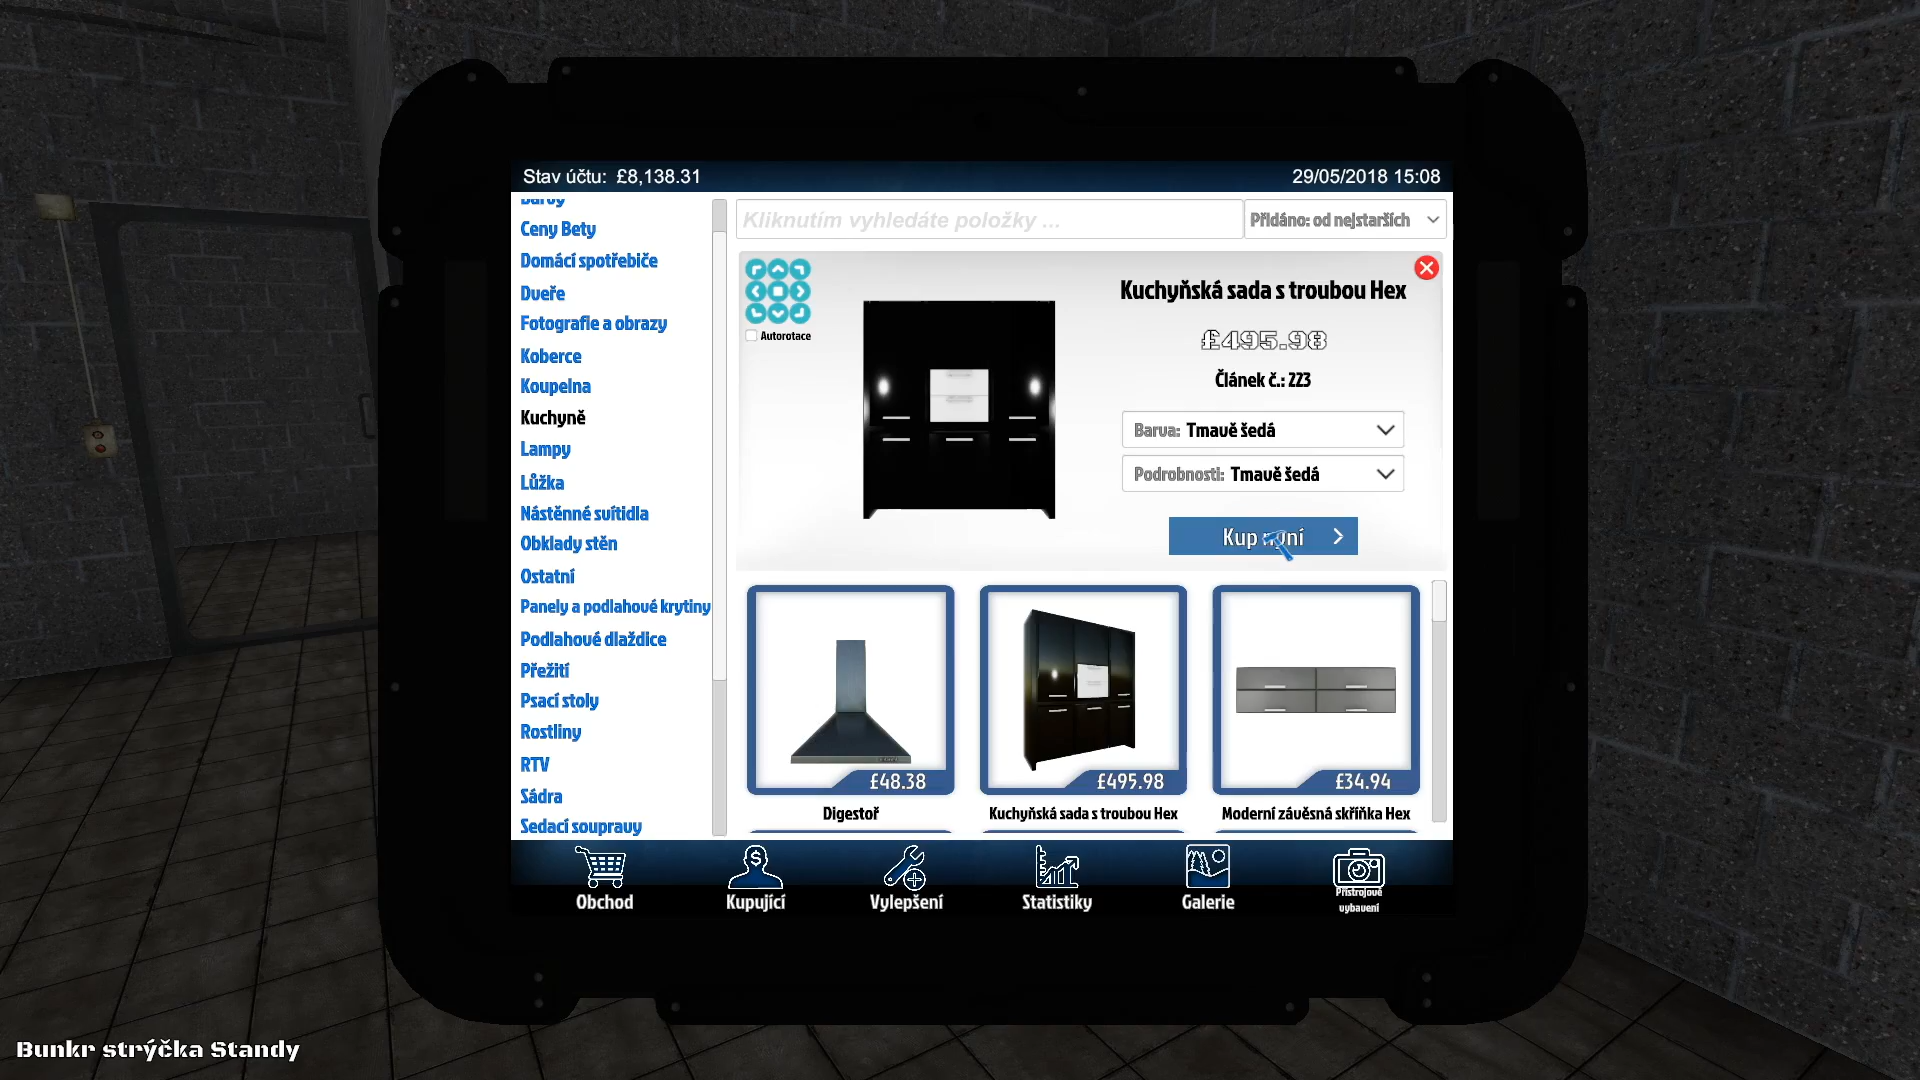 Stav účtu: £8,138.31
29/05/2018 15:08
Barvy
Ceny Bety
Domácí spotřebiče
Dveře
Fotografie a obrazy
Koberce
Koupelna
Kuchyně
Lampy
Lůžka
Nástěnné svítidla
Obklady stěn
Ostatní
Panely a podlahové krytiny
Podlahové dlaždice
Přežití
Psací stoly
Rostliny
RTV
Sádra
Sedací soupravy
Kliknutím vyhledáte položky ...
Přidáno: od nejstarších
Autorotace
Kuchyňská sada s troubou Hex
£495.98
Článek č.: 223
Barva: Tmavě šedá
Podrobnosti: Tmavě šedá
Kup nyní
£48.38
Digestoř
£495.98
Kuchyňská sada s troubou Hex
£34.94
Moderní závěsná skříňka Hex
Obchod
Kupující
Vylepšení
Statistiky
Galerie
Přístrojové
vybavení
Bunkr strýčka Standy